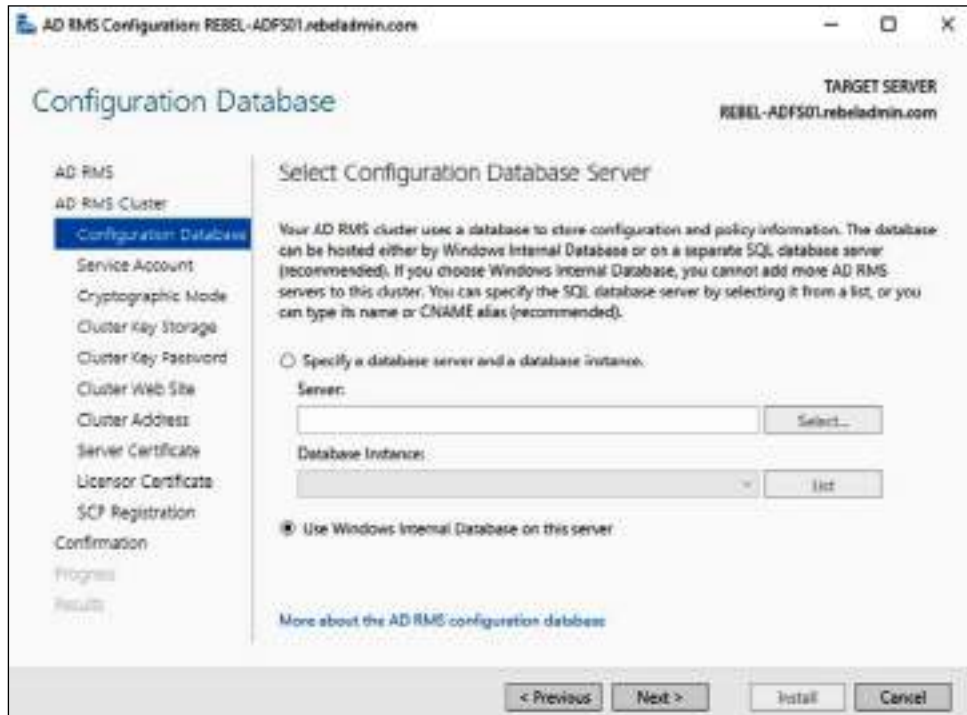 AD RMS Configuration: REBEL-ADFS01.rebeladmin.com
Configuration Database
TARGET SERVER
REBEL-ADFS01.rebeladmin.com
AD RMS
AD RMS Cluster
Configuration Database
Service Account
Cryptographic Mode
Cluster Key Storage
Cluster Key Password
Cluster Web Site
Cluster Address
Server Certificate
Licensor Certificate
SCP Registration
Confirmation
Progress
Results
Select Configuration Database Server
Your AD RMS cluster uses a database to store configuration and policy information. The database
can be hosted either by Windows Internal Database or on a separate SQL database server
(recommended). If you choose Windows Internal Database, you cannot add more AD RMS
servers to this cluster. You can specify the SQL database server by selecting it from a list, or you
can type its name or CNAME alias (recommended).
Specify a database server and a database instance.
Server:
Select...
Database Instance:
List
Use Windows Internal Database on this server
More about the AD RMS configuration database
< Previous
Next >
Install
Cancel